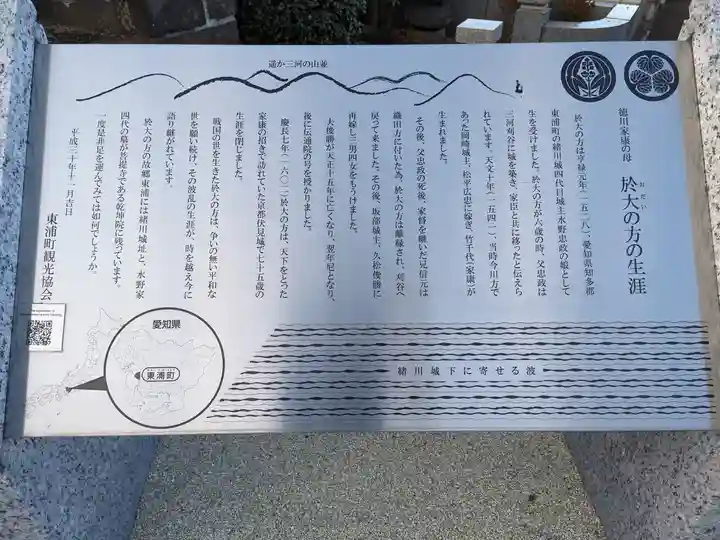 徳川家康の母
於大の方の生涯
おだい
於大の方は享禄元年(一五二八)、愛知県知多郡
東浦町の緒川城四代目城主水野忠政の娘として
生を受けました。於大の方が六歳の時、父忠政は
三河刈谷に城を築き、家臣と共に移ったと伝えら
れています。天文十年(一五四一)、当時今川方で
あった岡崎城主、松平広忠に嫁ぎ、竹千代(家康)が
生まれました。
その後、父忠政の死後、家督を継いだ兄信元は
織田方に付いた為、於大の方は離縁され、刈谷へ
戻って来ました。その後、坂部城主、久松俊勝に
再嫁し三男四女をもうけました。
夫俊勝が天正十五年に亡くなり、翌年尼となり、
後に伝通院の号を授かりました。
慶長七年(一六〇二)於大の方は、天下をとった
家康の招きで訪れていた京都伏見城で七十五歳の
生涯を閉じました。
戦国の世を生きた於大の方は、争いの無い平和な
世を願い続け、その波乱の生涯が、時を越え今に
語り継がれています。
於大の方の故郷東浦には緒川城址と、水野家
四代の墓が菩提寺である乾坤院に残っています。
一度是非足を運んでみては如何でしょうか。
平成二十年十二月吉日
東浦町観光協会
遥か三河の山並
緒川城下に寄せる波
愛知県
東浦町